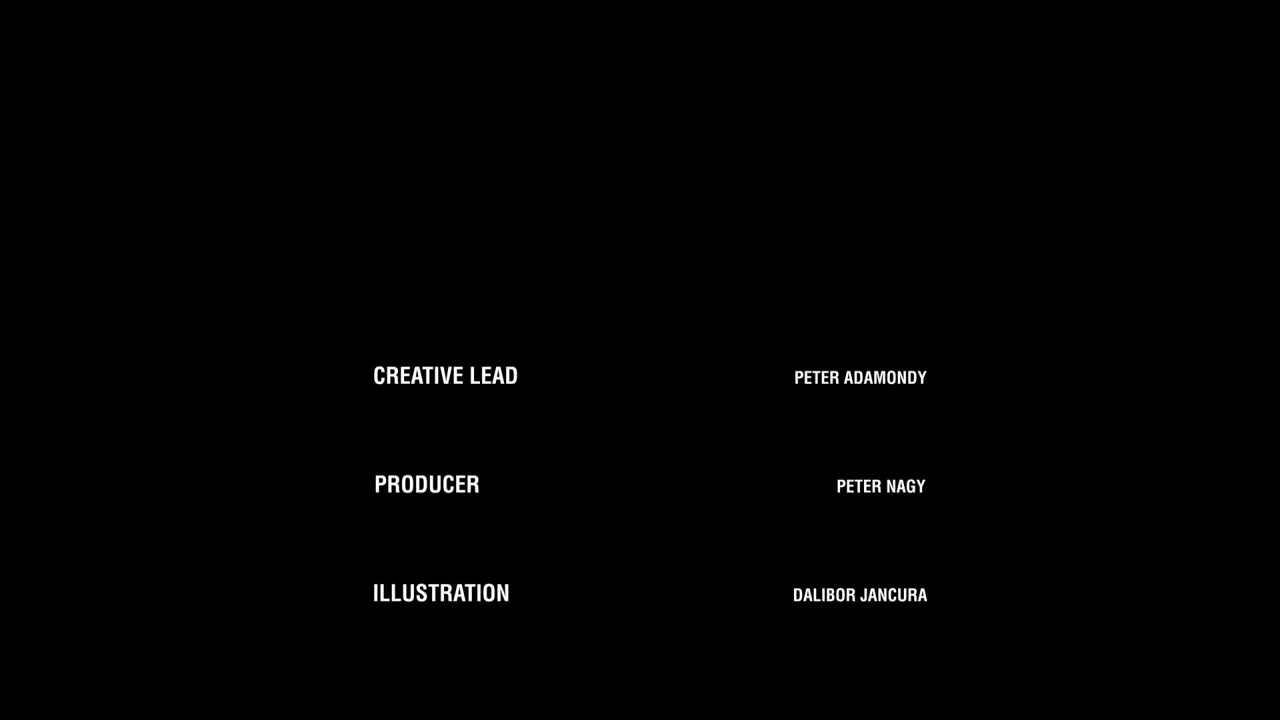 CREATIVE LEAD PETER ADAMONDY
PRODUCER PETER NAGY
ILLUSTRATION DALIBOR JANCURA